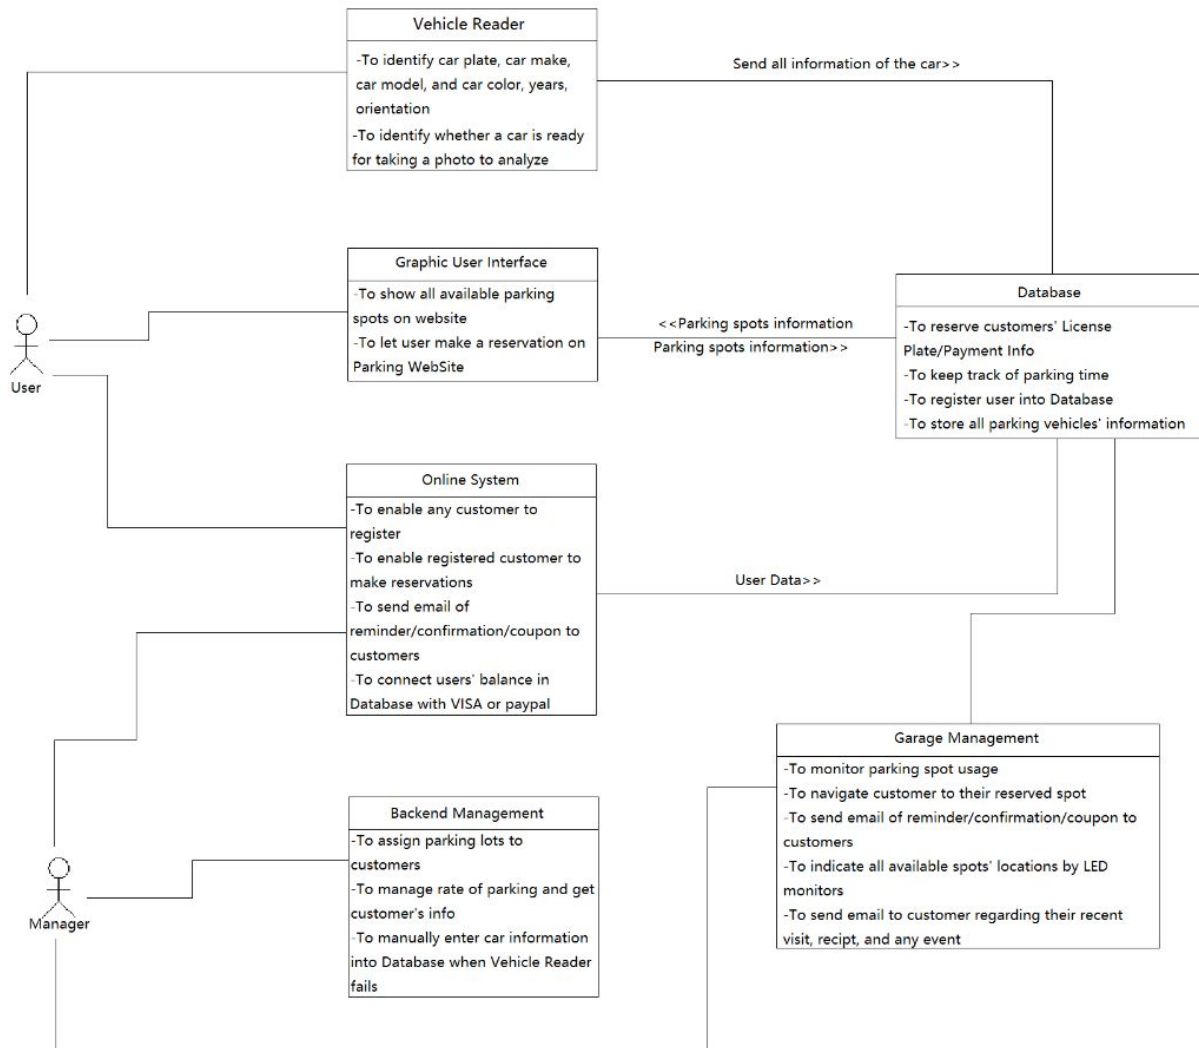 Vehicle Reader
-To identify car plate, car make,
car model, and car color, years,
orientation
-To identify whether a car is ready
for taking a photo to analyze
Send all information of the car>>
Graphic User Interface
-To show all available parking
spots on website
-To let user make a reservation on
Parking WebSite
<<Parking spots information
Parking spots information>>
Database
-To reserve customers' License
Plate/Payment Info
-To keep track of parking time
-To register user into Database
-To store all parking vehicles' information
User
Online System
-To enable any customer to
register
-To enable registered customer to
make reservations
-To send email of
reminder/confirmation/coupon to
customers
-To connect users' balance in
Database with VISA or paypal
User Data>>
Garage Management
-To monitor parking spot usage
-To navigate customer to their reserved spot
-To send email of reminder/confirmation/coupon to
customers
-To indicate all available spots' locations by LED
monitors
-To send email to customer regarding their recent
visit, recipt, and any event
Backend Management
-To assign parking lots to
customers
-To manage rate of parking and get
customer's info
-To manually enter car information
into Database when Vehicle Reader
fails
Manager